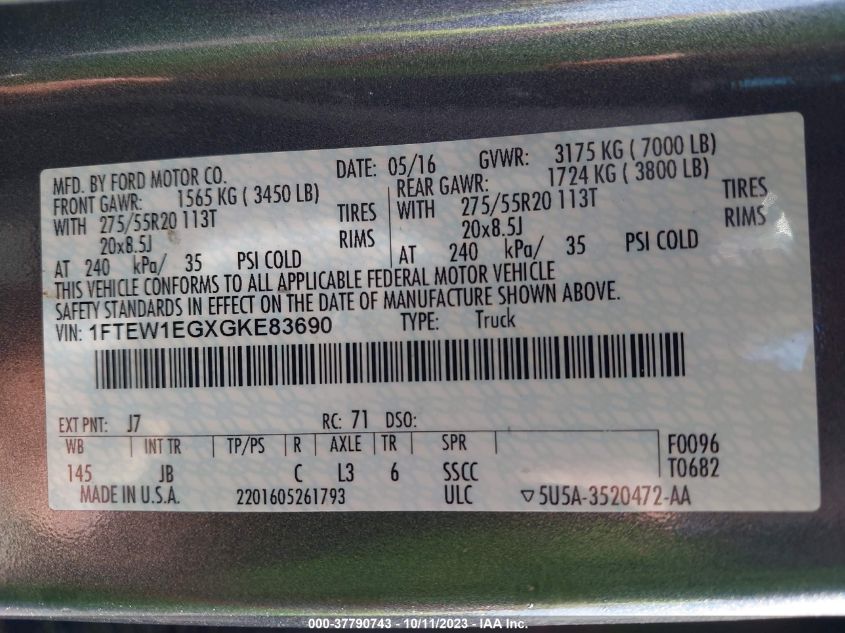 MFD. BY FORD MOTOR CO. DATE: 05/16 GVWR: 3175 KG ( 7000 LB)
FRONT GAWR: 1565 KG ( 3450 LB) REAR GAWR: 1724 KG ( 3800 LB)
WITH 275/55R20 113T TIRES WITH 275/55R20 113T TIRES
20x8.5J RIMS 20x8.5J RIMS
AT 240 kPa/ 35 PSI COLD AT 240 kPa/ 35 PSI COLD
THIS VEHICLE CONFORMS TO ALL APPLICABLE FEDERAL MOTOR VEHICLE
SAFETY STANDARDS IN EFFECT ON THE DATE OF MANUFACTURE SHOWN ABOVE.
VIN: 1FTEW1EGXGKE83690 TYPE: Truck
EXT PNT: J7 RC: 71 DSO:
WB INT TR TP/PS R AXLE TR SPR F0096
145 JB C L3 6 SSCC T0682
MADE IN U.S.A. 2201605261793 ULC ▽5U5A-3520472-AA
000-37790743 - 10/11/2023 - IAA Inc.